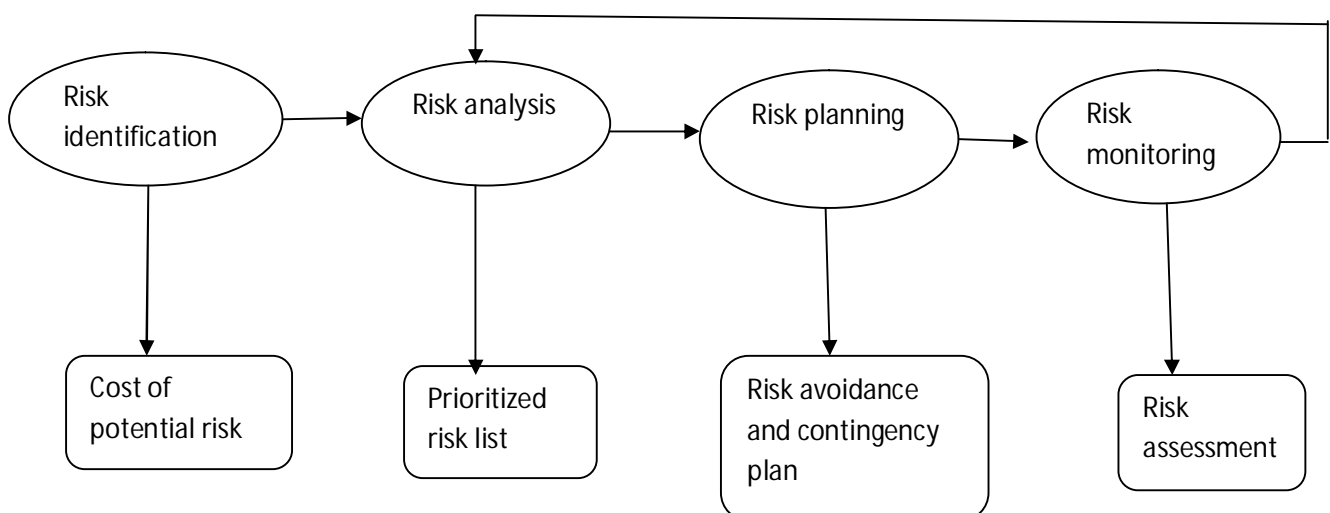 Risk
identification
Risk analysis
Risk planning
Risk
monitoring
Cost of
potential risk
Prioritized
risk list
Risk avoidance
and contingency
plan
Risk
assessment